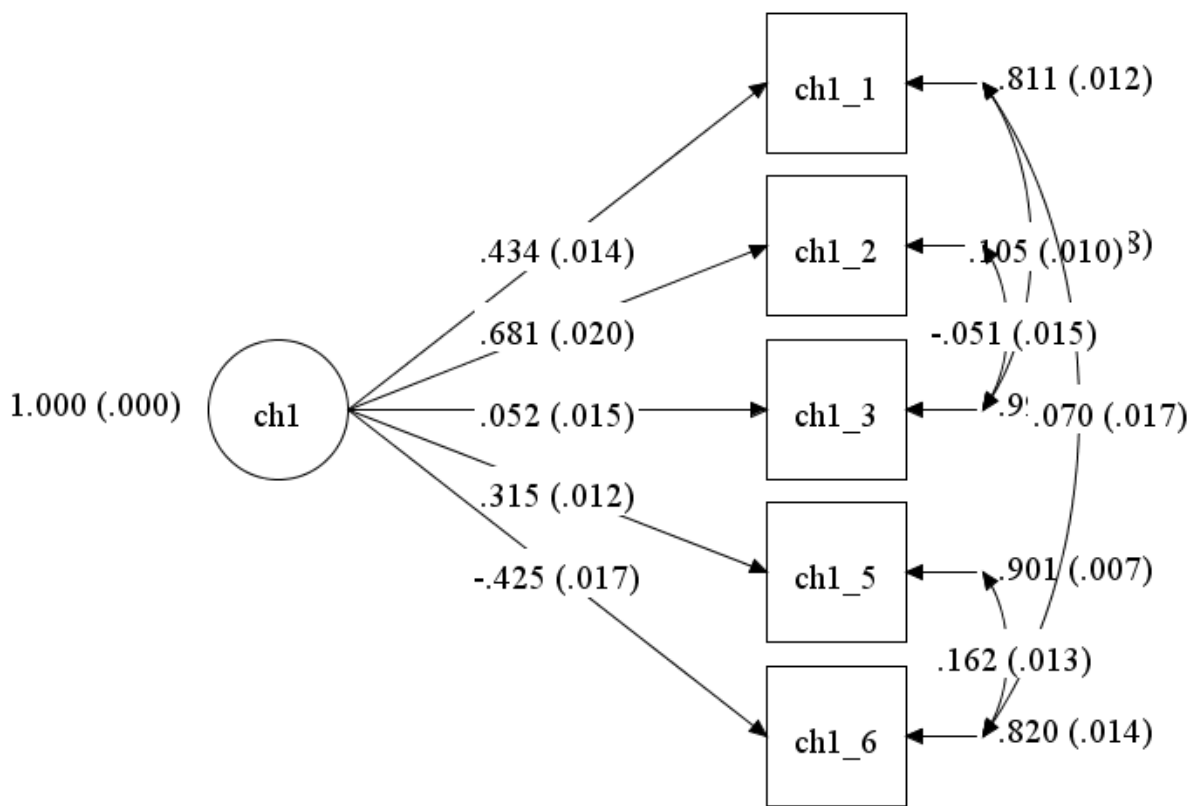 ch1_1
.811 (.012)
.434 (.014)
ch1_2
.105 (.010)
.681 (.020)
-.051 (.015)
1.000 (.000)
ch1
.052 (.015)
ch1_3
.070 (.017)
.315 (.012)
ch1_5
.901 (.007)
-.425 (.017)
.162 (.013)
ch1_6
.820 (.014)